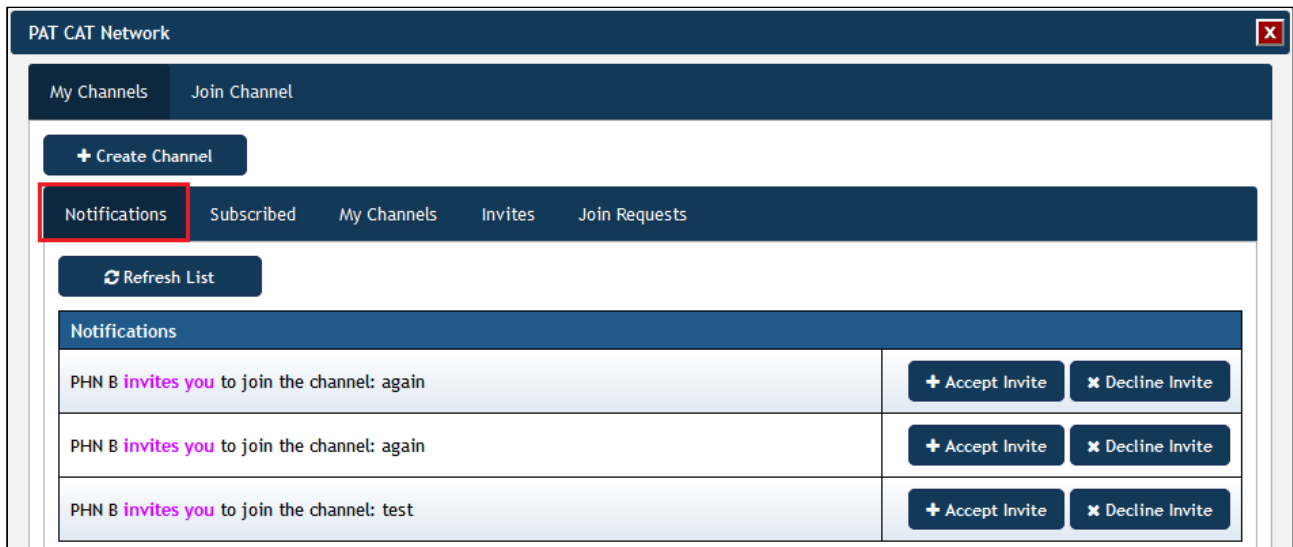 PAT CAT Network
X
My Channels Join Channel
+ Create Channel
Notifications Subscribed My Channels Invites Join Requests
Refresh List
Notifications
PHN B invites you to join the channel: again + Accept Invite × Decline Invite
PHN B invites you to join the channel: again + Accept Invite × Decline Invite
PHN B invites you to join the channel: test + Accept Invite × Decline Invite